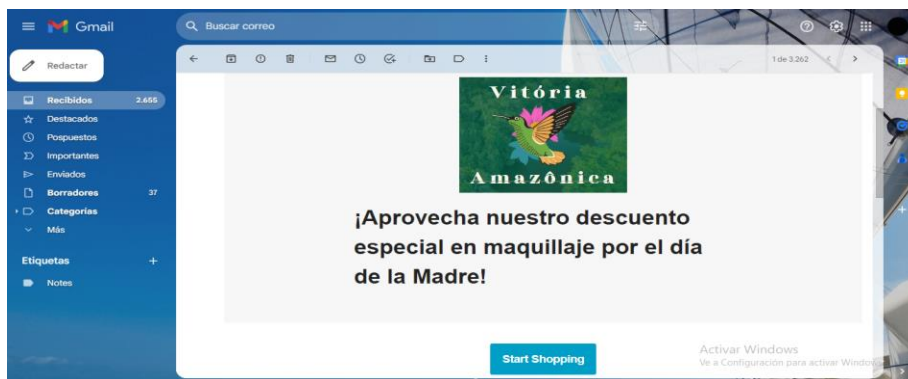 Gmail
Buscar correo
Redactar
1 de 3.262
Recibidos 2.655
Destacados
Pospuestos
Importantes
Enviados
Borradores 37
Categorías
Más
Etiquetas +
Notes
Vitória
Amazônica
¡Aprovecha nuestro descuento
especial en maquillaje por el día
de la Madre!
Start Shopping
Activar Windows
Ve a Configuración para activar Windows